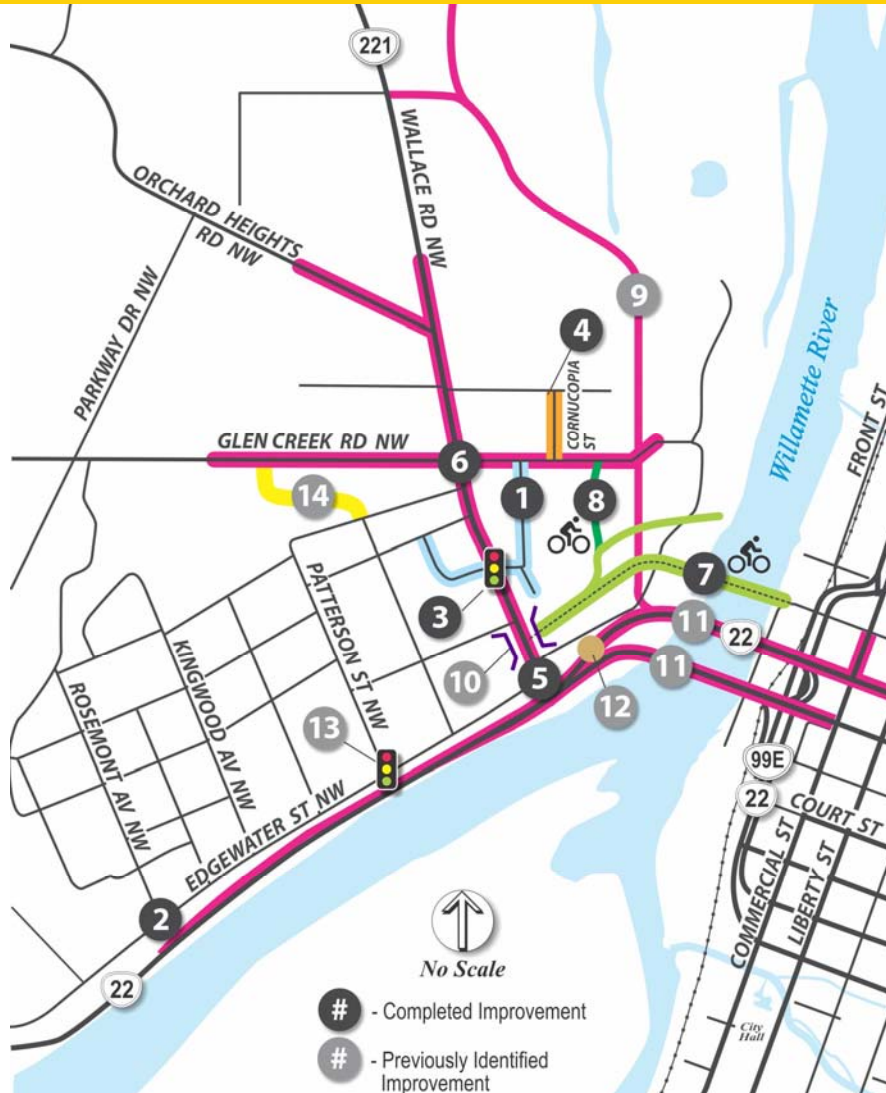 221
WALLACE RD NW
ORCHARD HEIGHTS
RD NW
PARKWAY DR NW
9
4
CORNUCOPIA
ST
Willamette River
FRONT ST
GLEN CREEK RD NW
6
14
1
8
7
3
PATTERSON ST NW
KINGWOOD AV NW
ROSEMONT AV NW
10
5
11
22
11
12
13
EDGEWATER ST NW
99E
22
COURT ST
COMMERCIAL ST
LIBERTY ST
2
22
No Scale
City
Hall
# - Completed Improvement
# - Previously Identified
Improvement